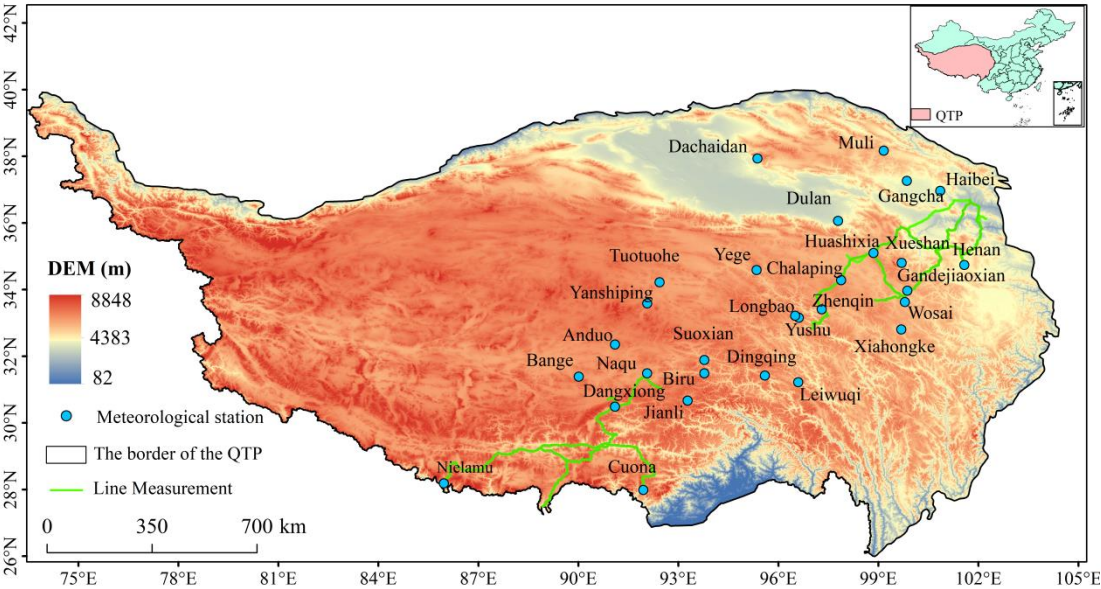 42°N
40°N
38°N
36°N
34°N
32°N
30°N
28°N
26°N
QTP
Dachaidan
Muli
Haibei
Gangcha
Dulan
Huashixia
Xueshan
Henan
Tuotuohe
Yege
Chalaping
Gandejiaoxian
Yanshiping
Longbao
Zhenqin
Wosai
Yushu
Anduo
Suoxian
Xiahongke
Bange
Naqu
Dingqing
Dangxiong
Biru
Leiwuqi
Jianli
Nielamu
Cuona
DEM (m)
8848
4383
82
Meteorological station
The border of the QTP
Line Measurement
0 350 700 km
75°E 78°E 81°E 84°E 87°E 90°E 93°E 96°E 99°E 102°E 105°E